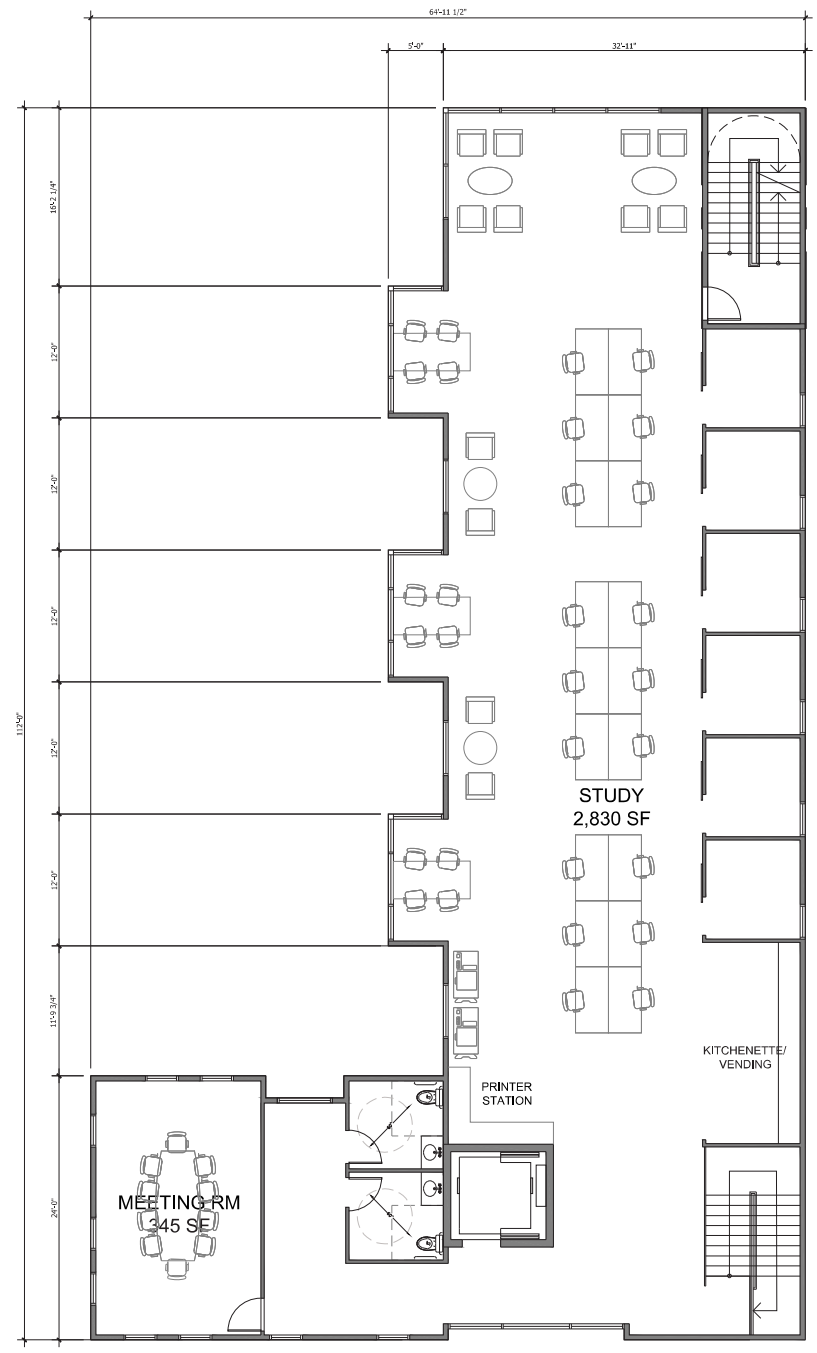 64'-11 1/2"
5'-0"
32'-11"
16'-2 1/4"
12'-0"
12'-0"
12'-0"
12'-0"
12'-0"
11'-9 3/4"
24'-0"
112'-0"
STUDY
2,830 SF
KITCHENETTE/
VENDING
PRINTER
STATION
MEETING RM
345 SF